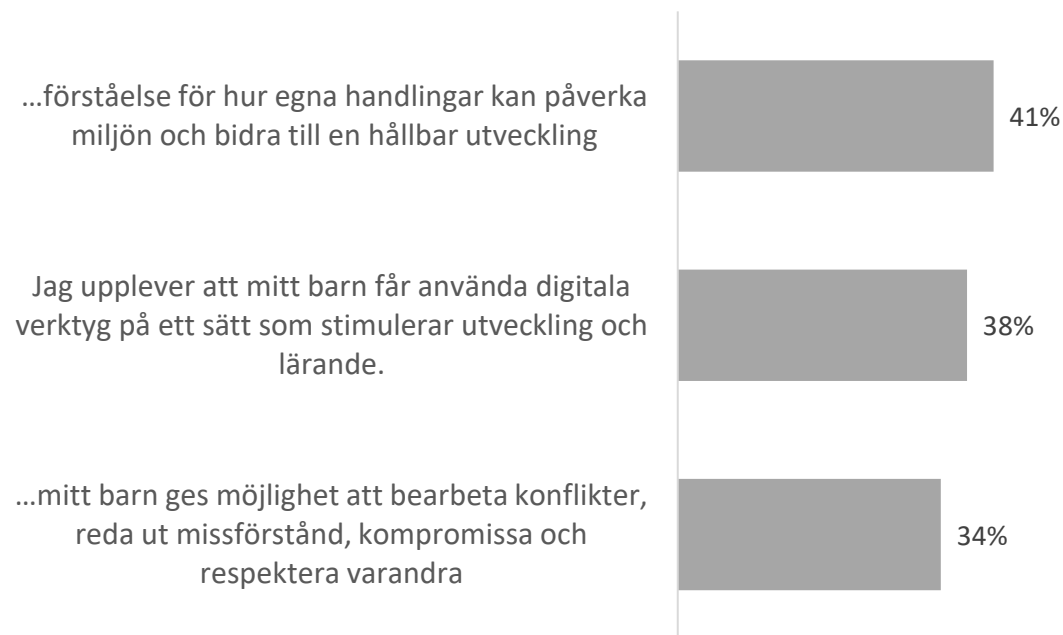 …förståelse för hur egna handlingar kan påverka
miljön och bidra till en hållbar utveckling
41%
Jag upplever att mitt barn får använda digitala
verktyg på ett sätt som stimulerar utveckling och
lärande.
38%
…mitt barn ges möjlighet att bearbeta konflikter,
reda ut missförstånd, kompromissa och
respektera varandra
34%